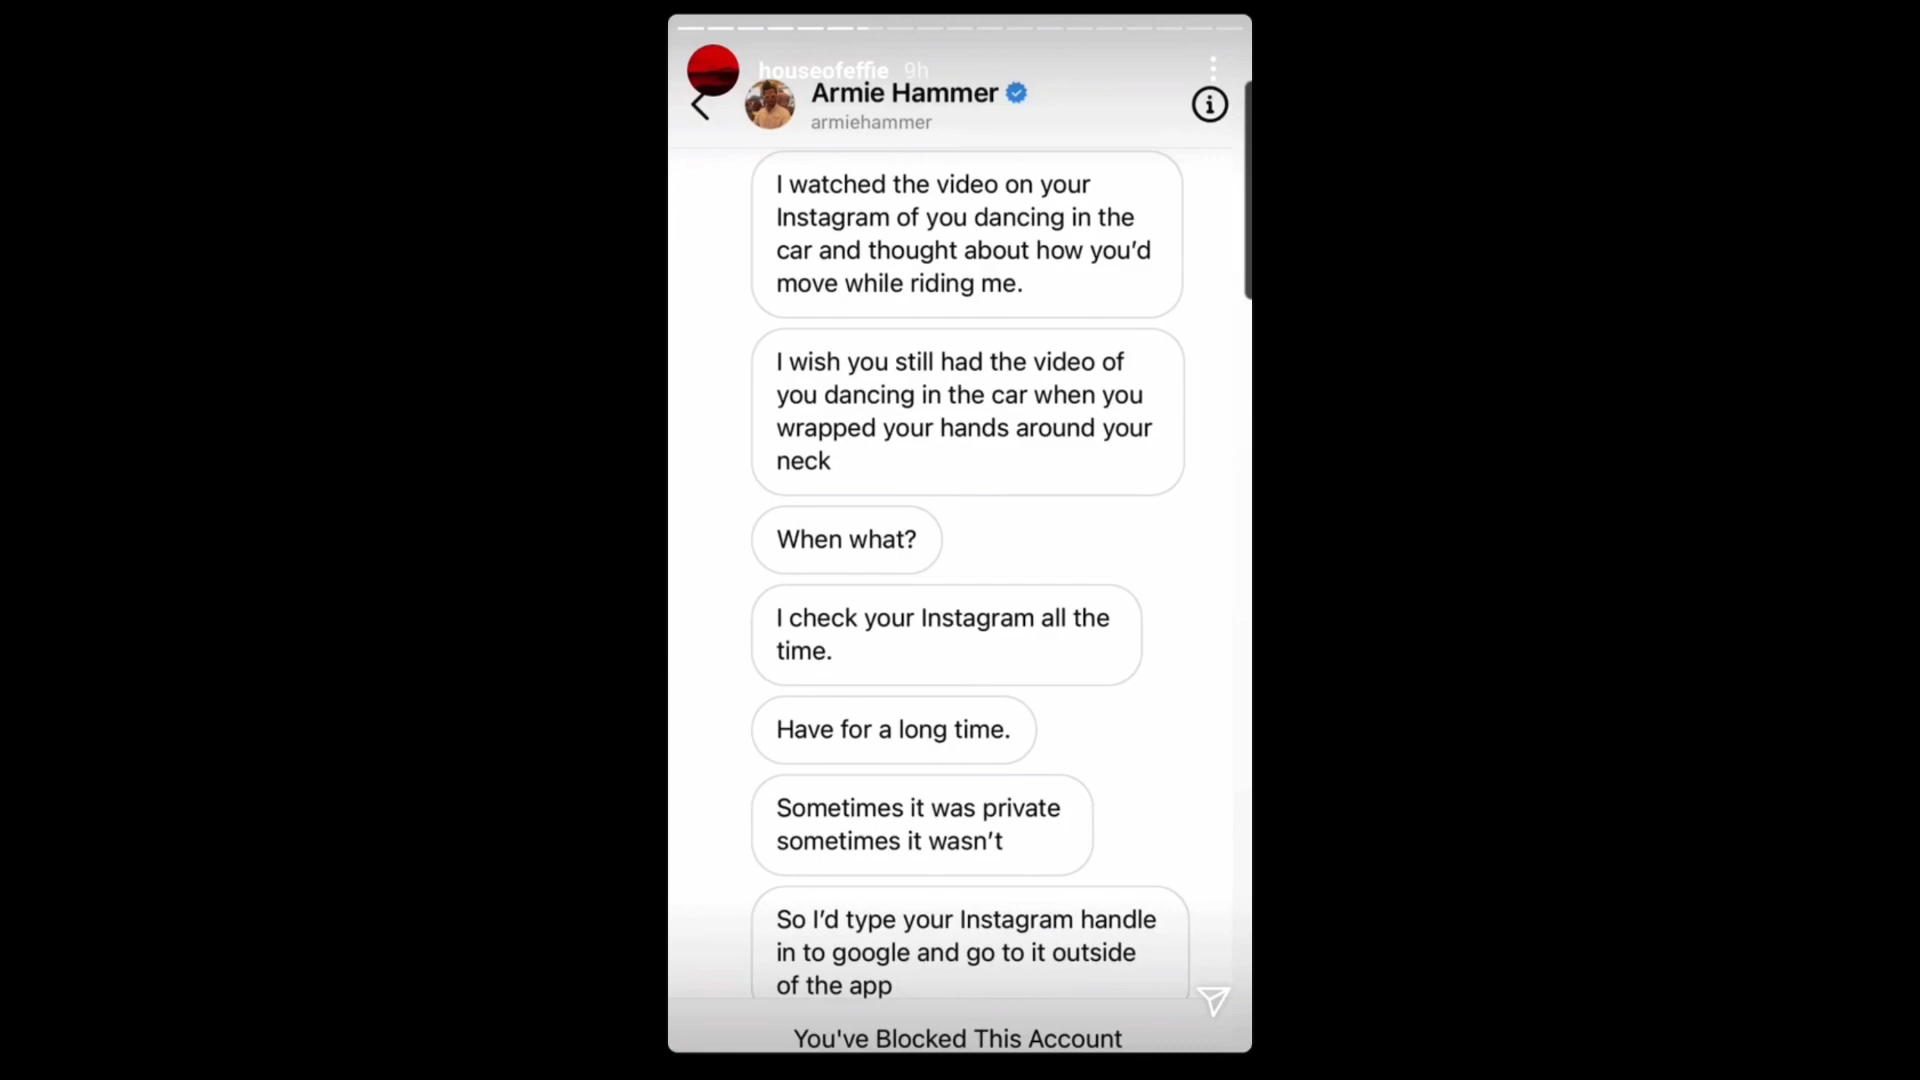 houseofeffie 9h
Armie Hammer
armiehammer
I watched the video on your
Instagram of you dancing in the
car and thought about how you’d
move while riding me.
I wish you still had the video of
you dancing in the car when you
wrapped your hands around your
neck
When what?
I check your Instagram all the
time.
Have for a long time.
Sometimes it was private
sometimes it wasn’t
So I’d type your Instagram handle
in to google and go to it outside
of the app
You've Blocked This Account